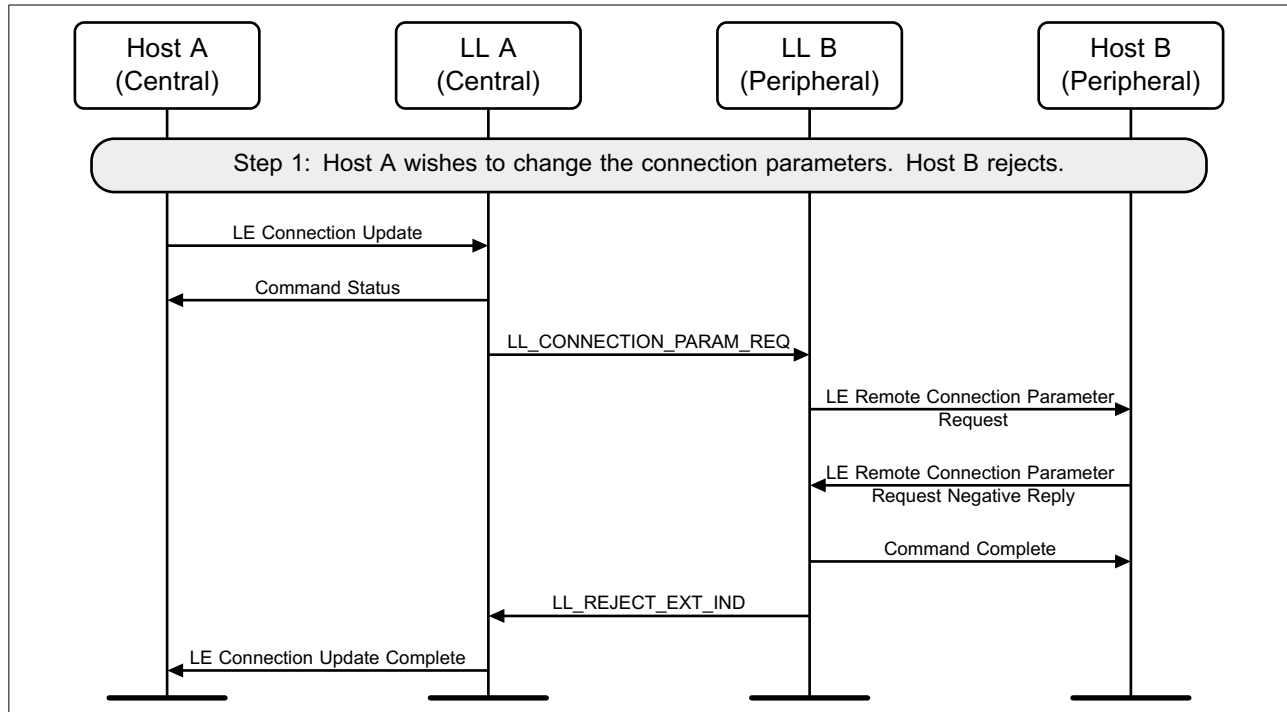 Host A
(Central)
LL A
(Central)
LL B
(Peripheral)
Host B
(Peripheral)
Step 1: Host A wishes to change the connection parameters. Host B rejects.
LE Connection Update
Command Status
LL_CONNECTION_PARAM_REQ
LE Remote Connection Parameter
Request
LE Remote Connection Parameter
Request Negative Reply
Command Complete
LL_REJECT_EXT_IND
LE Connection Update Complete